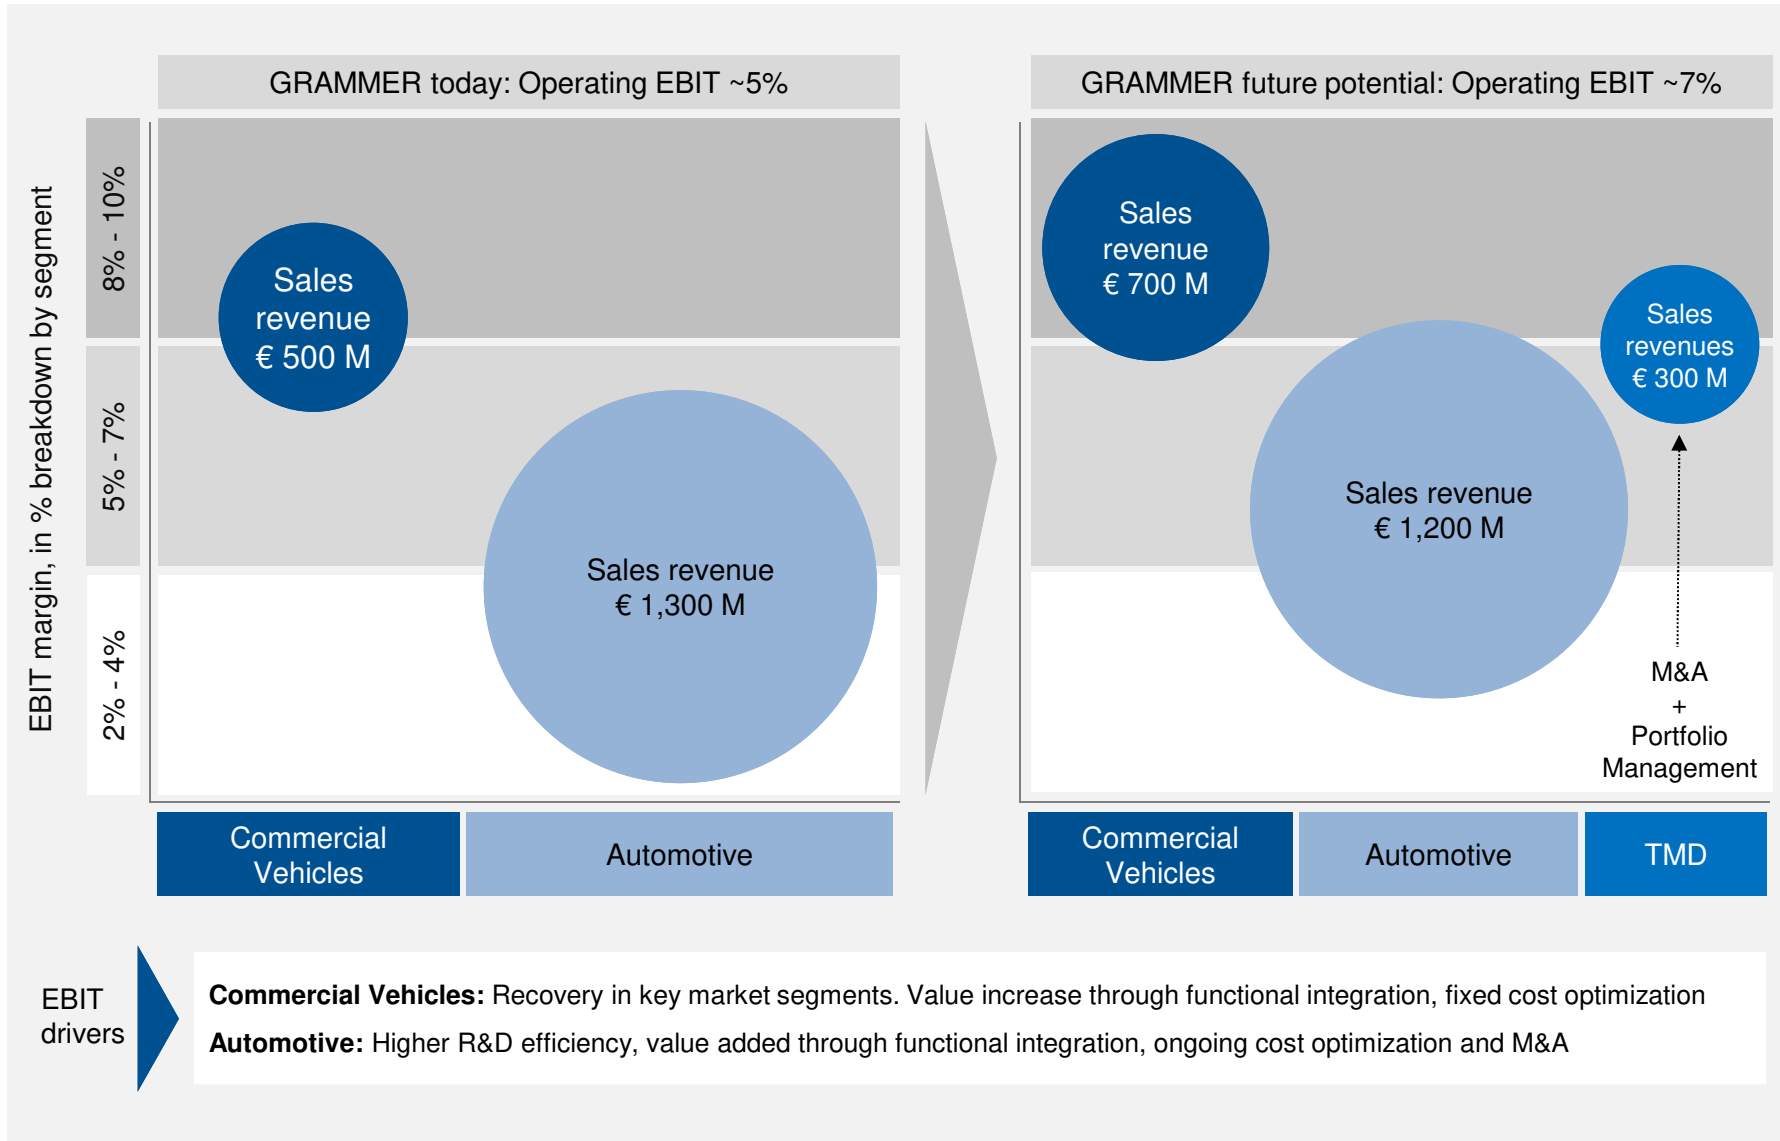 GRAMMER today: Operating EBIT ~5%
GRAMMER future potential: Operating EBIT ~7%
EBIT margin, in % breakdown by segment
8% - 10%
5% - 7%
2% - 4%
Sales
revenue
€ 500 M
Sales revenue
€ 1,300 M
Commercial
Vehicles
Automotive
Sales
revenue
€ 700 M
Sales revenue
€ 1,200 M
Sales
revenues
€ 300 M
M&A
+
Portfolio
Management
Commercial
Vehicles
Automotive
TMD
EBIT
drivers
Commercial Vehicles: Recovery in key market segments. Value increase through functional integration, fixed cost optimization
Automotive: Higher R&D efficiency, value added through functional integration, ongoing cost optimization and M&A